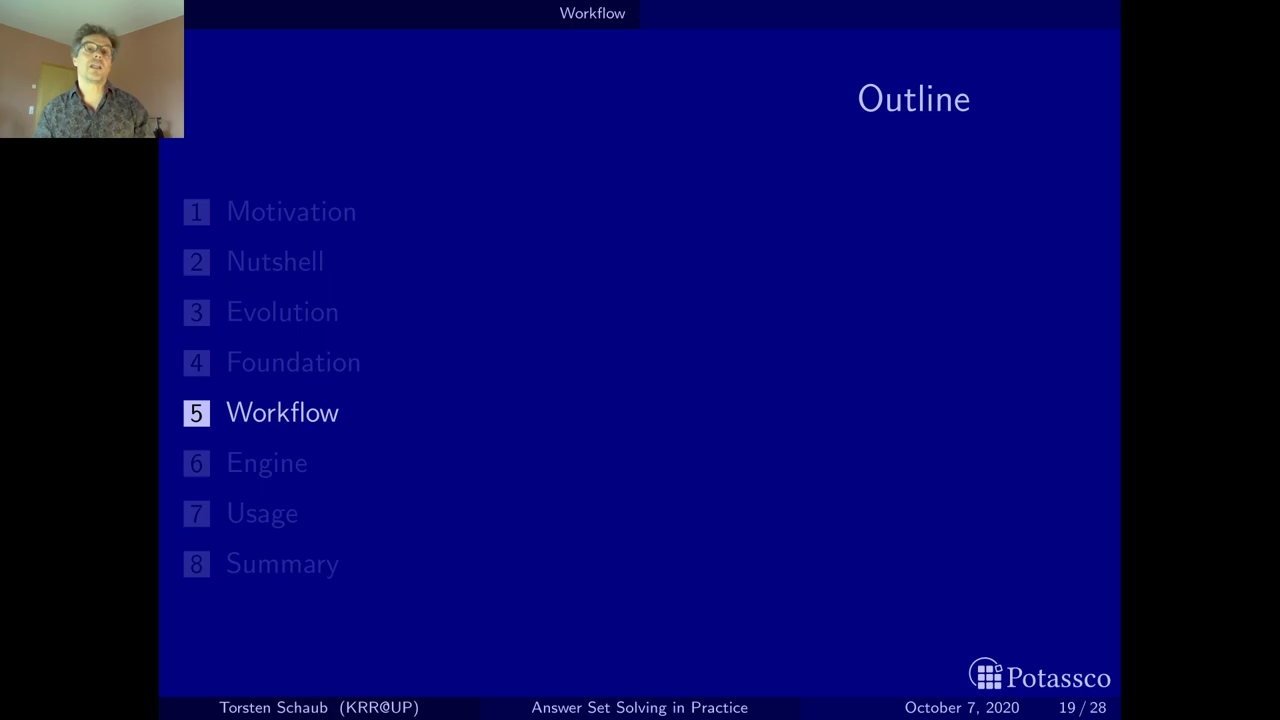 Workflow
Outline
1 Motivation
2 Nutshell
3 Evolution
4 Foundation
5 Workflow
6 Engine
7 Usage
8 Summary
Potassco
Torsten Schaub (KRR@UP) Answer Set Solving in Practice October 7, 2020 19 / 28